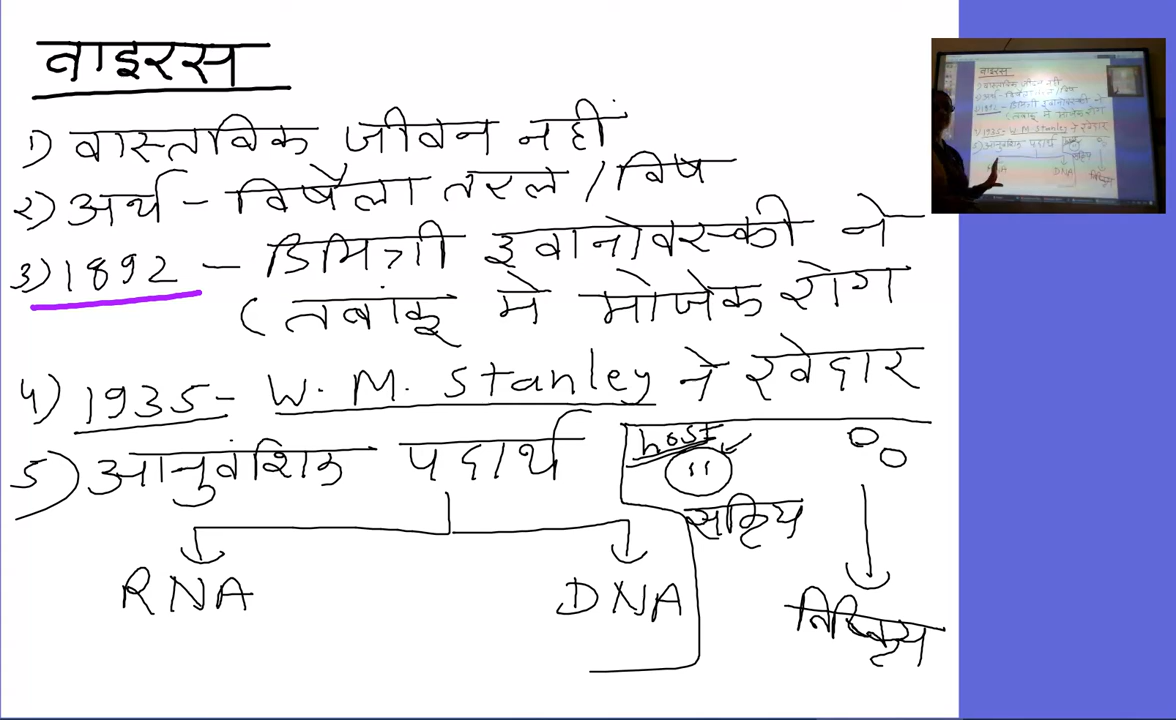 वाइरस
1) वास्तविक जीवन नहीं
2) अर्थ - विषैला तरल / विष
3) 1892 - डिमित्री इवानोवस्की ने
( तबांकू में मोजेक रोग
4) 1935 - W. M. Stanley ने रवेदार
5) आनुवंशिक पदार्थ
host
सक्रिय
RNA
DNA
निष्क्रिय